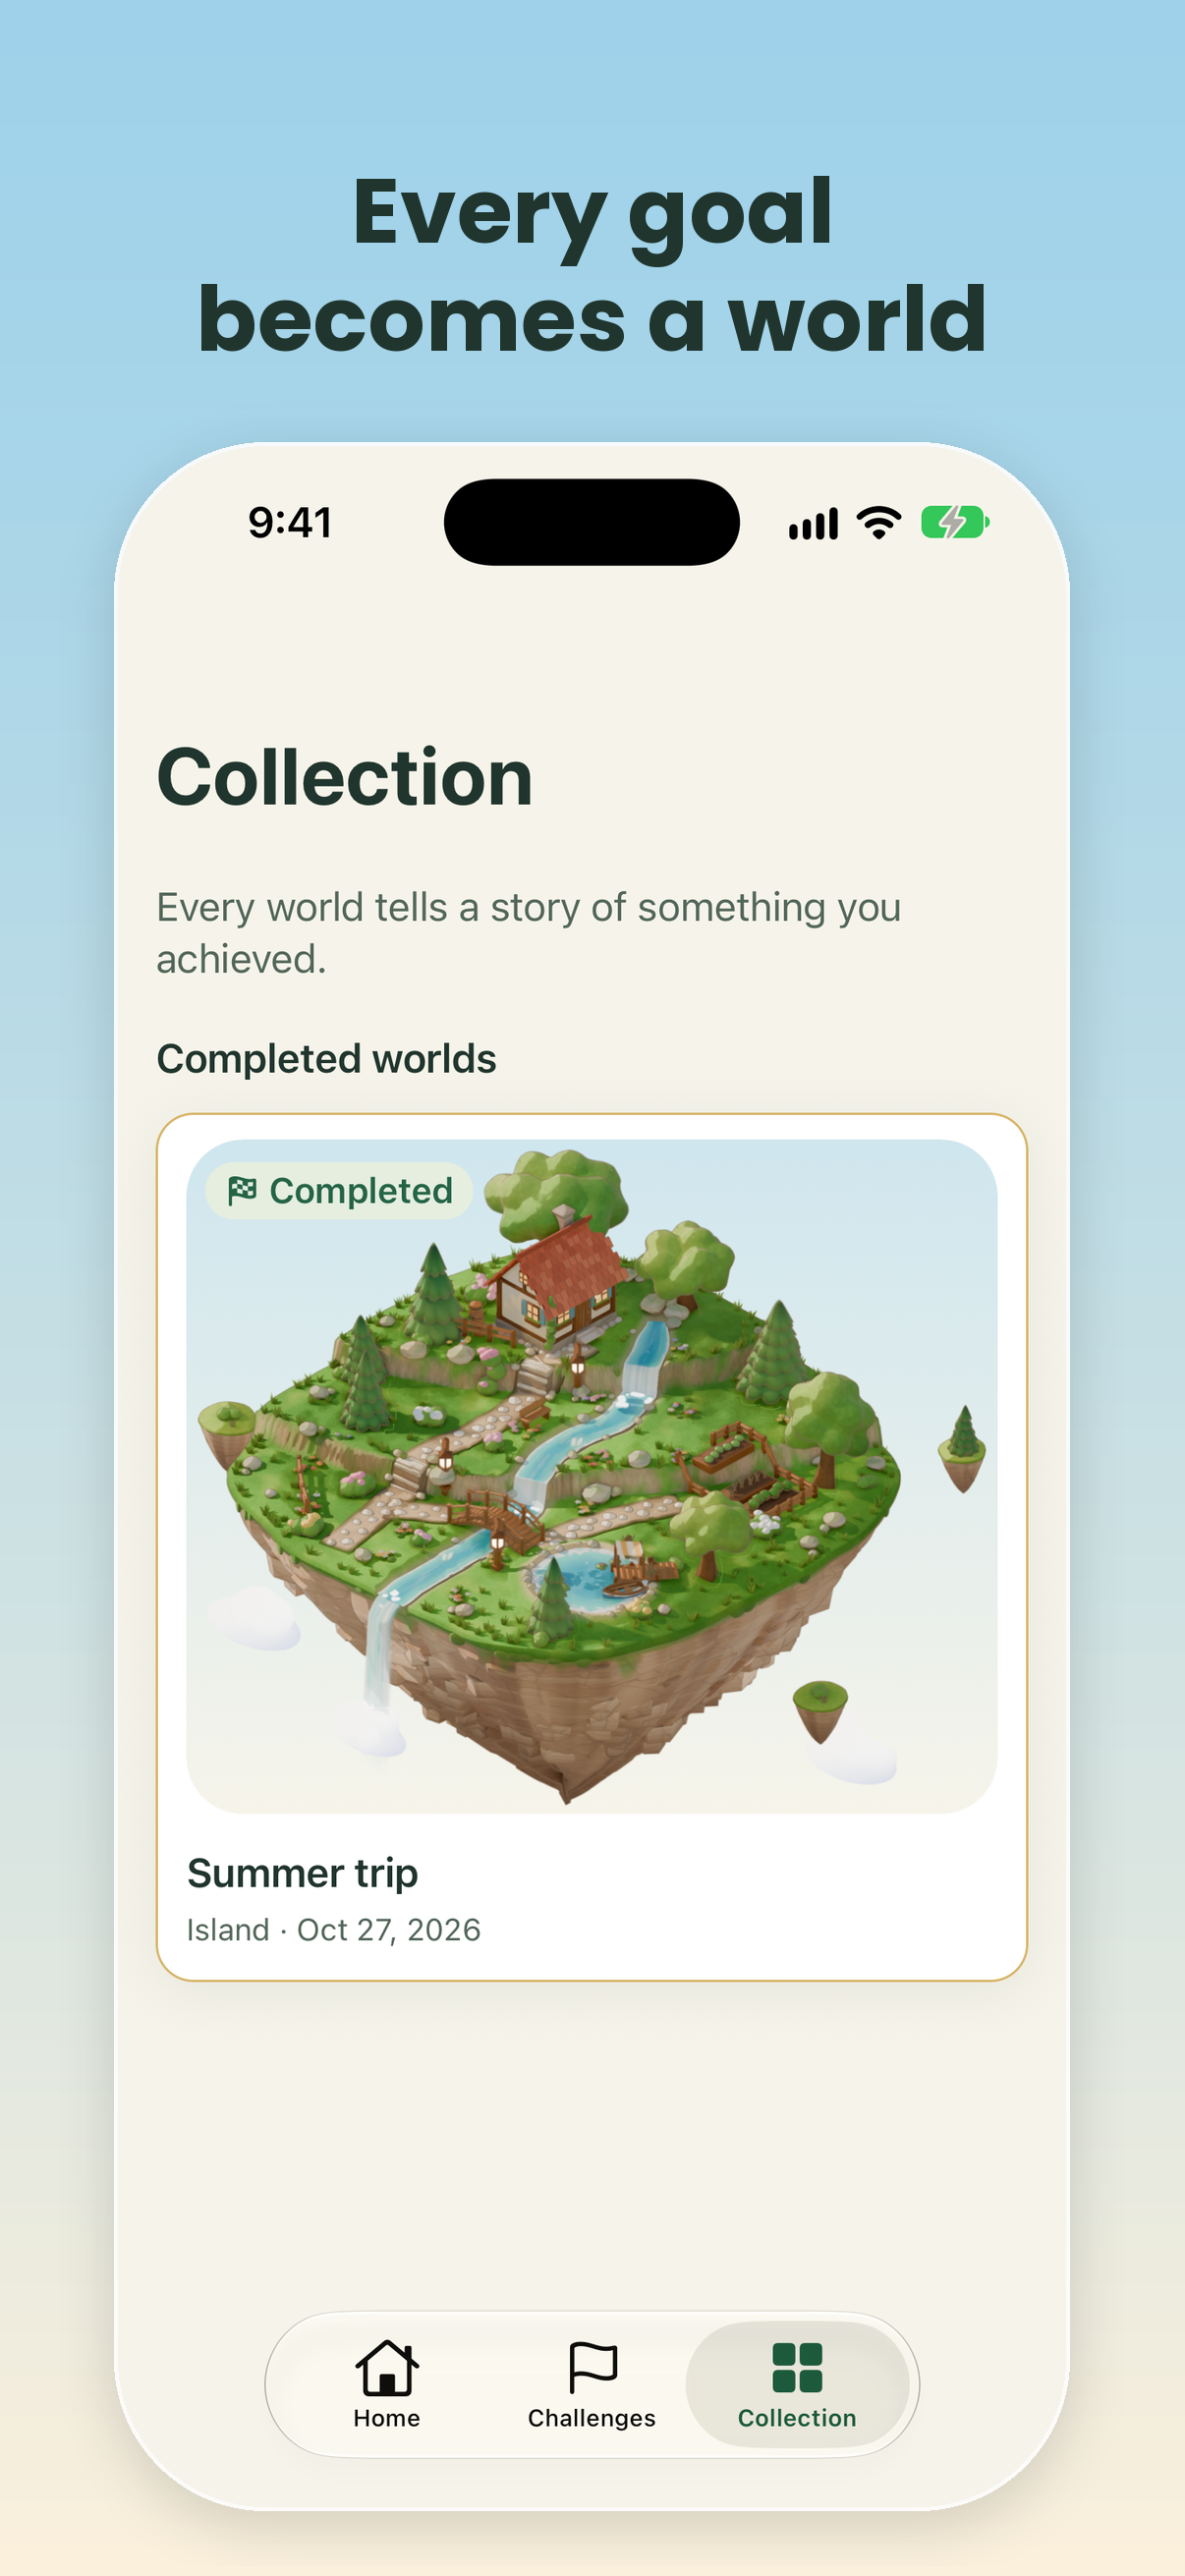 Every goal
becomes a world
9:41
Collection
Every world tells a story of something you
achieved.
Completed worlds
Completed
Summer trip
Island · Oct 27, 2026
Home
Challenges
Collection